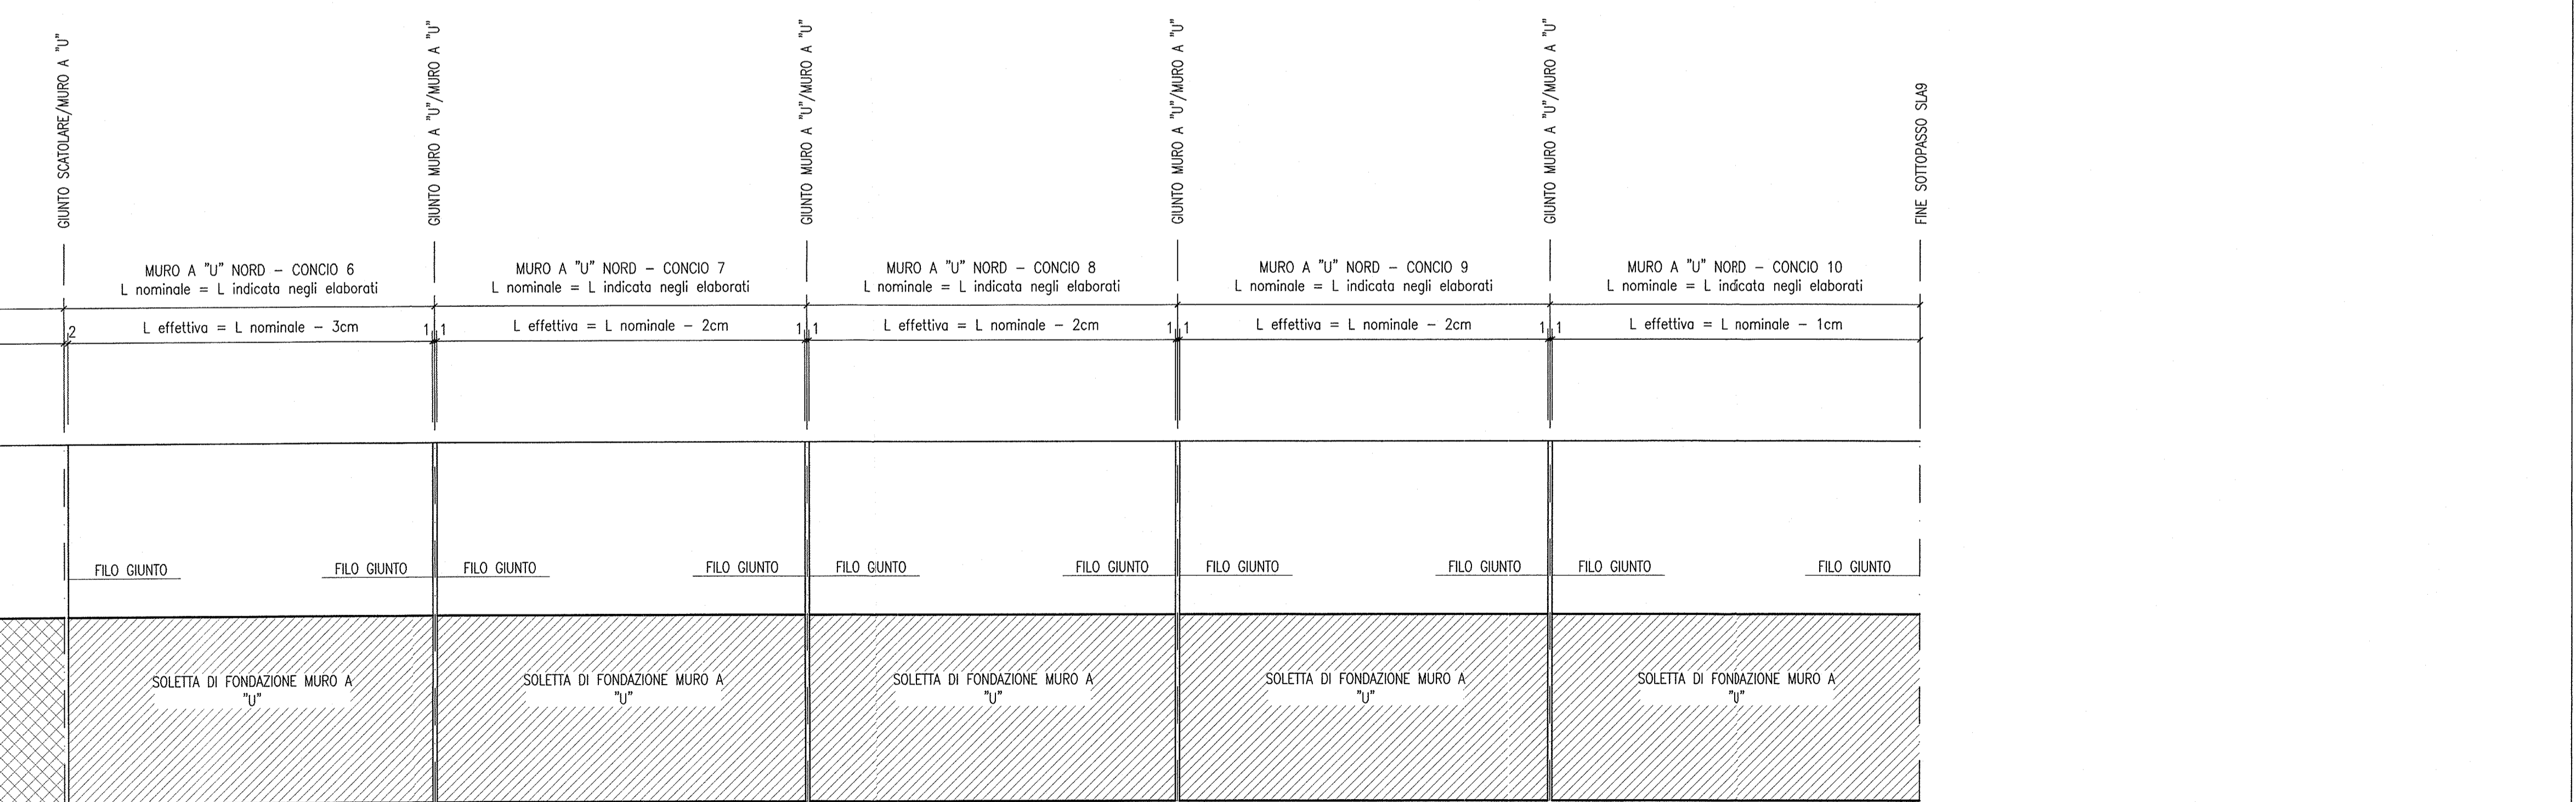 GIUNTO SCATOLARE/MURO A "U"
GIUNTO MURO A "U"/MURO A "U"
GIUNTO MURO A "U"/MURO A "U"
GIUNTO MURO A "U"/MURO A "U"
GIUNTO MURO A "U"/MURO A "U"
FINE SOTTOPASSO SLA9
MURO A "U" NORD – CONCIO 6
L nominale = L indicata negli elaborati
MURO A "U" NORD – CONCIO 7
L nominale = L indicata negli elaborati
MURO A "U" NORD – CONCIO 8
L nominale = L indicata negli elaborati
MURO A "U" NORD – CONCIO 9
L nominale = L indicata negli elaborati
MURO A "U" NORD – CONCIO 10
L nominale = L indicata negli elaborati
2
L effettiva = L nominale – 3cm
1
1
L effettiva = L nominale – 2cm
1
1
L effettiva = L nominale – 2cm
1
1
L effettiva = L nominale – 2cm
1
1
L effettiva = L nominale – 1cm
FILO GIUNTO
FILO GIUNTO
FILO GIUNTO
FILO GIUNTO
FILO GIUNTO
FILO GIUNTO
FILO GIUNTO
FILO GIUNTO
FILO GIUNTO
FILO GIUNTO
SOLETTA DI FONDAZIONE MURO A
"U"
SOLETTA DI FONDAZIONE MURO A
"U"
SOLETTA DI FONDAZIONE MURO A
"U"
SOLETTA DI FONDAZIONE MURO A
"U"
SOLETTA DI FONDAZIONE MURO A
"U"